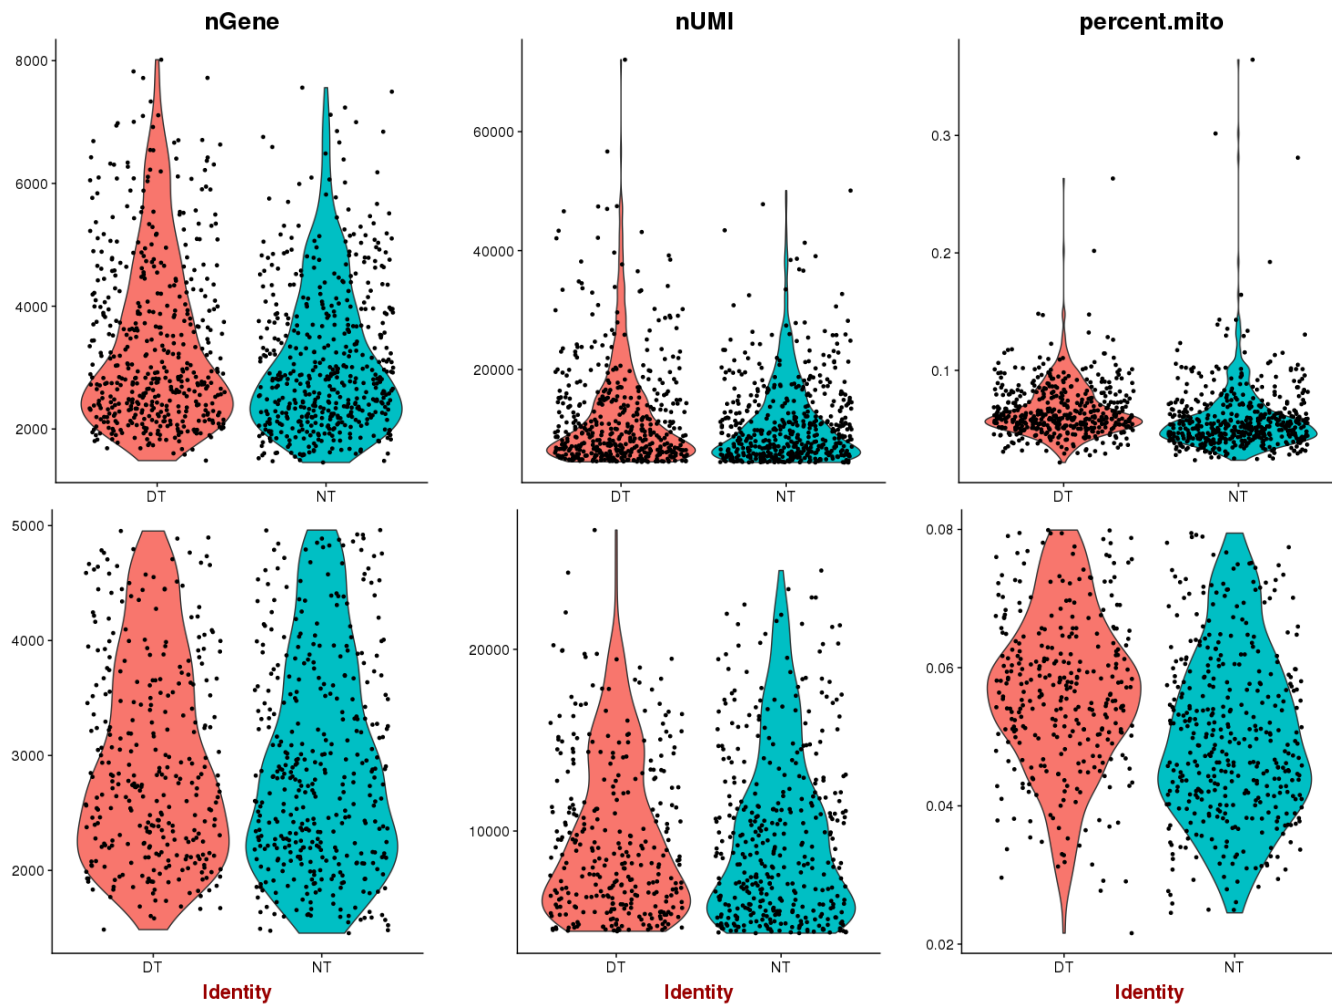 nGene
nUMI
percent.mito
8000
6000
4000
2000
DT
NT
60000
40000
20000
DT
NT
0.3
0.2
0.1
DT
NT
5000
4000
3000
2000
DT
NT
Identity
20000
10000
DT
NT
Identity
0.08
0.06
0.04
0.02
DT
NT
Identity